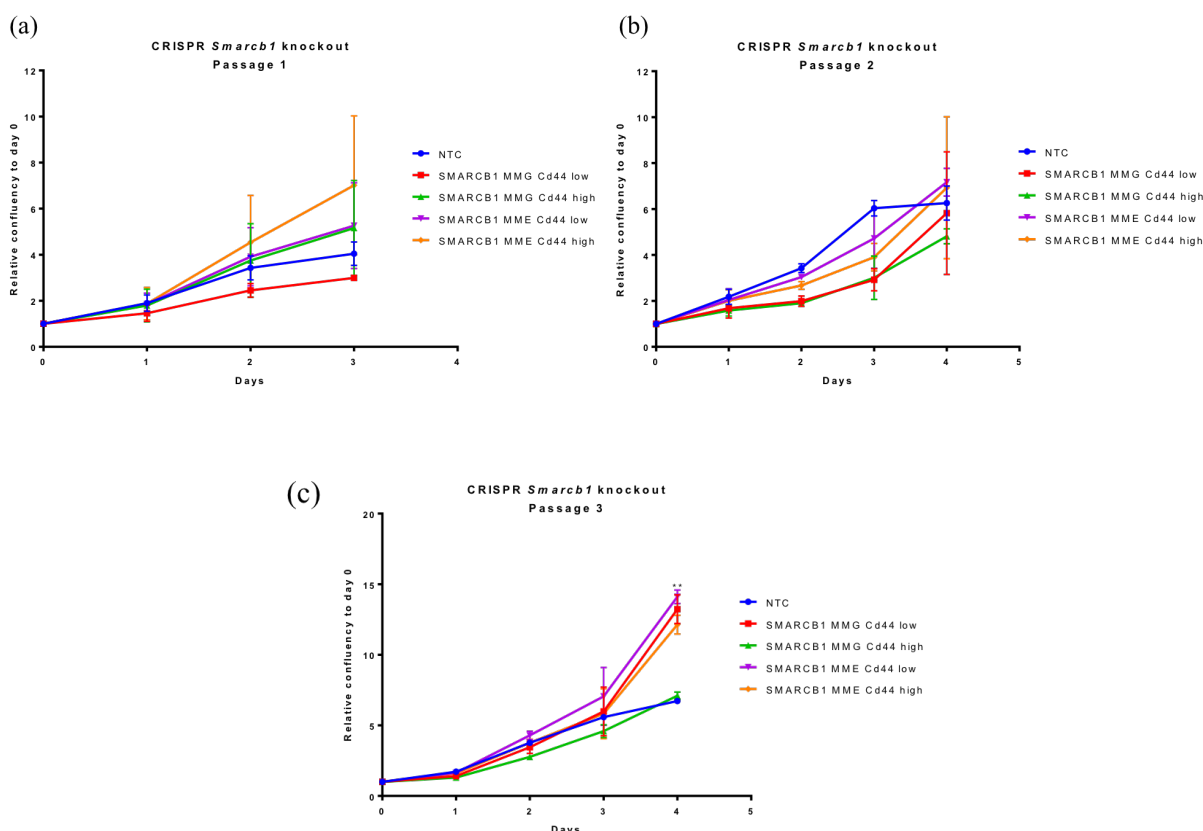 (a)
CRISPR Smarcb1 knockout
Passage 1
Relative confluency to day 0
12
10
8
6
4
2
0
0 1 2 3 4
Days
NTC
SMARCB1 MMG Cd44 low
SMARCB1 MMG Cd44 high
SMARCB1 MME Cd44 low
SMARCB1 MME Cd44 high
(b)
CRISPR Smarcb1 knockout
Passage 2
Relative confluency to day 0
12
10
8
6
4
2
0
0 1 2 3 4 5
Days
NTC
SMARCB1 MMG Cd44 low
SMARCB1 MMG Cd44 high
SMARCB1 MME Cd44 low
SMARCB1 MME Cd44 high
(c)
CRISPR Smarcb1 knockout
Passage 3
Relative confluency to day 0
20
15
10
5
0
0 1 2 3 4 5
Days
**
NTC
SMARCB1 MMG Cd44 low
SMARCB1 MMG Cd44 high
SMARCB1 MME Cd44 low
SMARCB1 MME Cd44 high